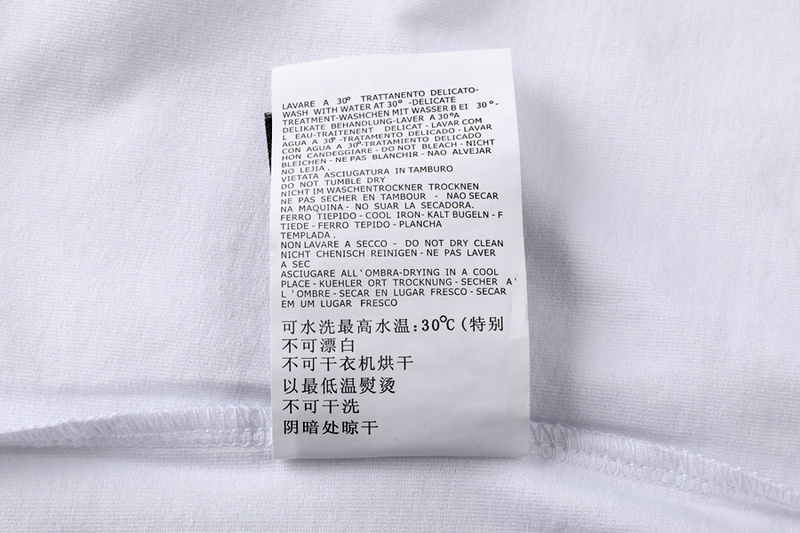 LAVARE A 30° TRATTANENTO DELICATO-
WASH WITH WATER AT 30° -DELICATE
TREATMENT-WASHCHEN MIT WASSER B EI 30°-
DELIKATE BEHANDLUNG-LAVER A 30°A
L EAU-TRAITENENT DELICAT - LAVAR COM
AGUA A 30°-TRATAMENTO DELICADO - LAVAR
CON AGUA A 30°-TRATAMIENTO DELICADO
HON CANDEGGIARE - DO NOT BLEACH - NICHT
BLEICHEN - NE PAS BLANCHIR - NAO ALVEJAR
NO LEJIA .
VIETATA ASCIUGATURA IN TAMBURO
DO NOT TUMBLE DRY
NICHT IM WASCHENTROCKNER TROCKNEN
NE PAS SECHER EN TAMBOUR - NAO SECAR
NA MAQUINA - NO SUAR LA SECADORA.
FERRO TIEPIDO - COOL IRON- KALT BUGELN - F
TIEDE - FERRO TEPIDO - PLANCHA
TEMPLADA .
NON LAVARE A SECCO - DO NOT DRY CLEAN
NICHT CHENISCH REINIGEN - NE PAS LAVER
A SEC
ASCIUGARE ALL'OMBRA-DRYING IN A COOL
PLACE - KUEHLER ORT TROCKNUNG - SECHER A'
L 'OMBRE - SECAR EN LUGAR FRESCO - SECAR
EM UM LUGAR FRESCO
可水洗最高水温:30℃(特别
不可漂白
不可干衣机烘干
以最低温熨烫
不可干洗
阴暗处晾干